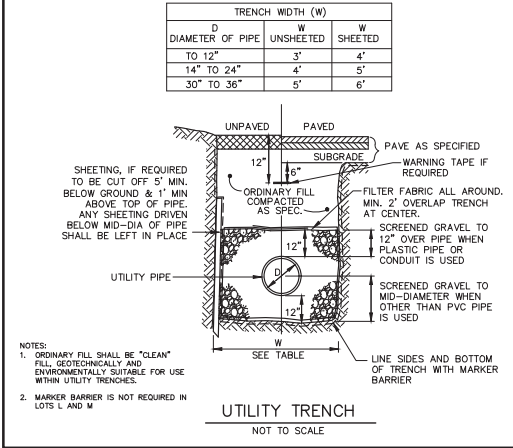 TRENCH WIDTH (W)
D W W
DIAMETER OF PIPE UNSHEETED SHEETED
TO 12" 3' 4'
14" TO 24" 4' 5'
30" TO 36" 5' 6'
UNPAVED PAVED
PAVE AS SPECIFIED
SUBGRADE
12"
6"
WARNING TAPE IF
REQUIRED
SHEETING, IF REQUIRED
TO BE CUT OFF 5' MIN.
BELOW GROUND & 1' MIN
ABOVE TOP OF PIPE.
ANY SHEETING DRIVEN
BELOW MID-DIA OF PIPE
SHALL BE LEFT IN PLACE
ORDINARY FILL
COMPACTED
AS SPEC.
FILTER FABRIC ALL AROUND.
MIN. 2' OVERLAP TRENCH
AT CENTER.
SCREENED GRAVEL TO
12" OVER PIPE WHEN
PLASTIC PIPE OR
CONDUIT IS USED
12"
UTILITY PIPE
D
SCREENED GRAVEL TO
MID-DIAMETER WHEN
OTHER THAN PVC PIPE
IS USED
12"
W
SEE TABLE
LINE SIDES AND BOTTOM
OF TRENCH WITH MARKER
BARRIER
NOTES:
1. ORDINARY FILL SHALL BE "CLEAN"
FILL, GEOTECHNICALLY AND
ENVIRONMENTALLY SUITABLE FOR USE
WITHIN UTILITY TRENCHES.
2. MARKER BARRIER IS NOT REQUIRED IN
LOTS L AND M
UTILITY TRENCH
NOT TO SCALE